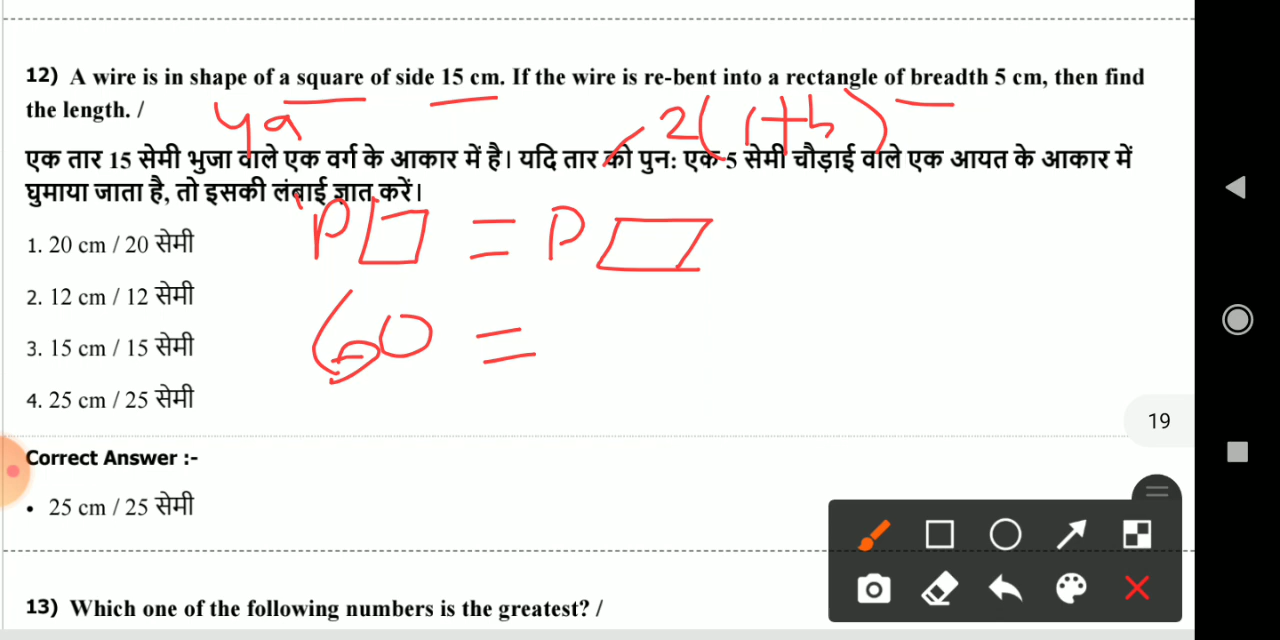 12) A wire is in shape of a square of side 15 cm. If the wire is re-bent into a rectangle of breadth 5 cm, then find
the length. /
4a
2(l+b)
एक तार 15 सेमी भुजा वाले एक वर्ग के आकार में है। यदि तार को पुन: एक 5 सेमी चौड़ाई वाले एक आयत के आकार में
घुमाया जाता है, तो इसकी लंबाई ज्ञात करें।
P = P
1. 20 cm / 20 सेमी
2. 12 cm / 12 सेमी
60 =
3. 15 cm / 15 सेमी
4. 25 cm / 25 सेमी
19
Correct Answer :-
• 25 cm / 25 सेमी
13) Which one of the following numbers is the greatest? /